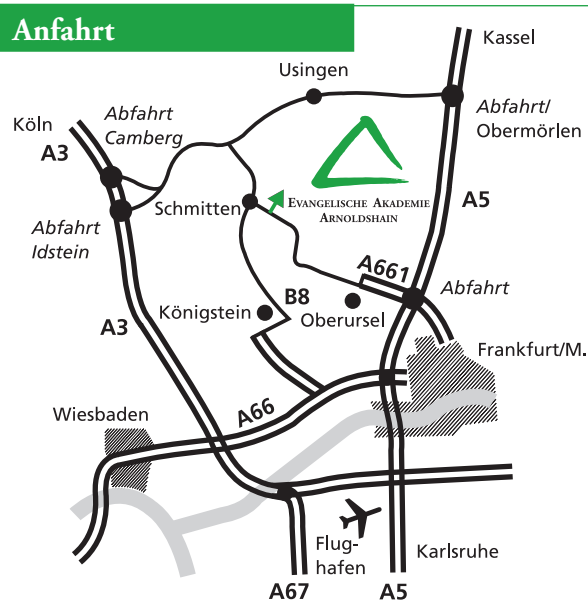 Anfahrt
Kassel
Usingen
Abfahrt
Camberg
Köln
A3
Abfahrt/
Obermörlen
Schmitten
EVANGELISCHE AKADEMIE
ARNOLDSHAIN
A5
Abfahrt
Idstein
A661
Abfahrt
A3
Königstein
B8
Oberursel
Frankfurt/M.
Wiesbaden
A66
Flug-
hafen
Karlsruhe
A67
A5